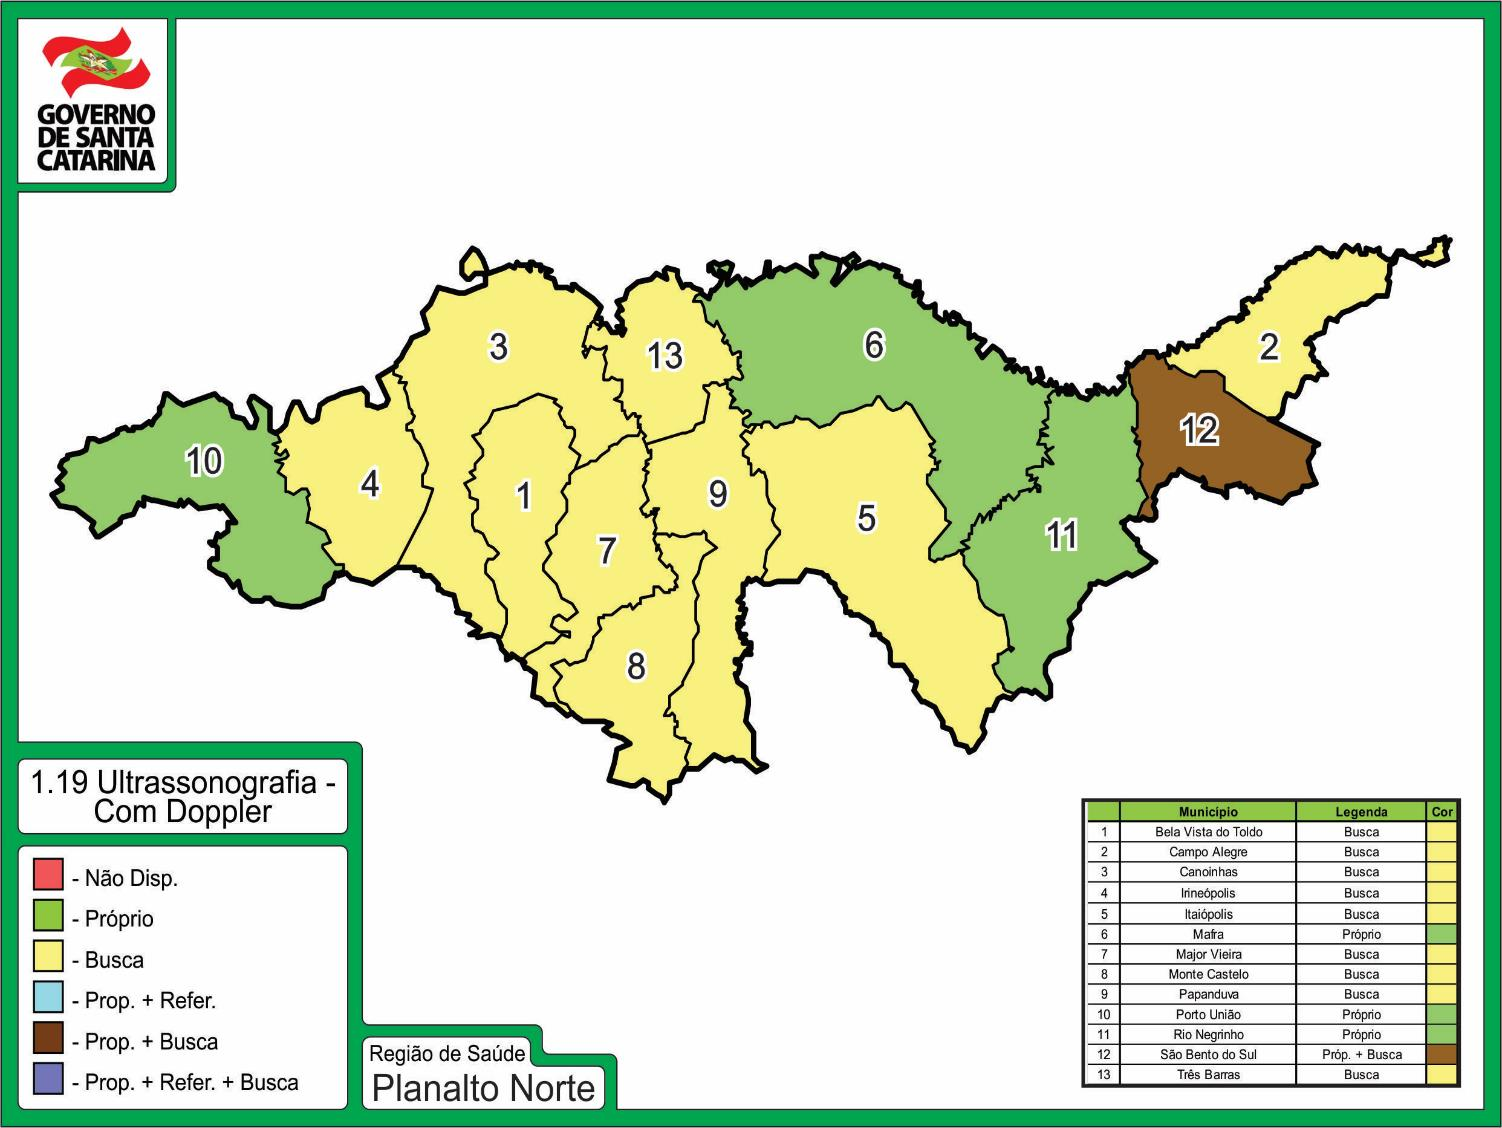 GOVERNO
DE SANTA
CATARINA
3
13
6
2
12
10
4
1
9
5
7
11
8
1.19 Ultrassonografia -
Com Doppler
- Não Disp.
- Próprio
- Busca
- Prop. + Refer.
- Prop. + Busca
- Prop. + Refer. + Busca
Região de Saúde
Planalto Norte
Município Legenda Cor
1 Bela Vista do Toldo Busca
2 Campo Alegre Busca
3 Canoinhas Busca
4 Irineópolis Busca
5 Itaiópolis Busca
6 Mafra Próprio
7 Major Vieira Busca
8 Monte Castelo Busca
9 Papanduva Busca
10 Porto União Próprio
11 Rio Negrinho Próprio
12 São Bento do Sul Próp. + Busca
13 Três Barras Busca